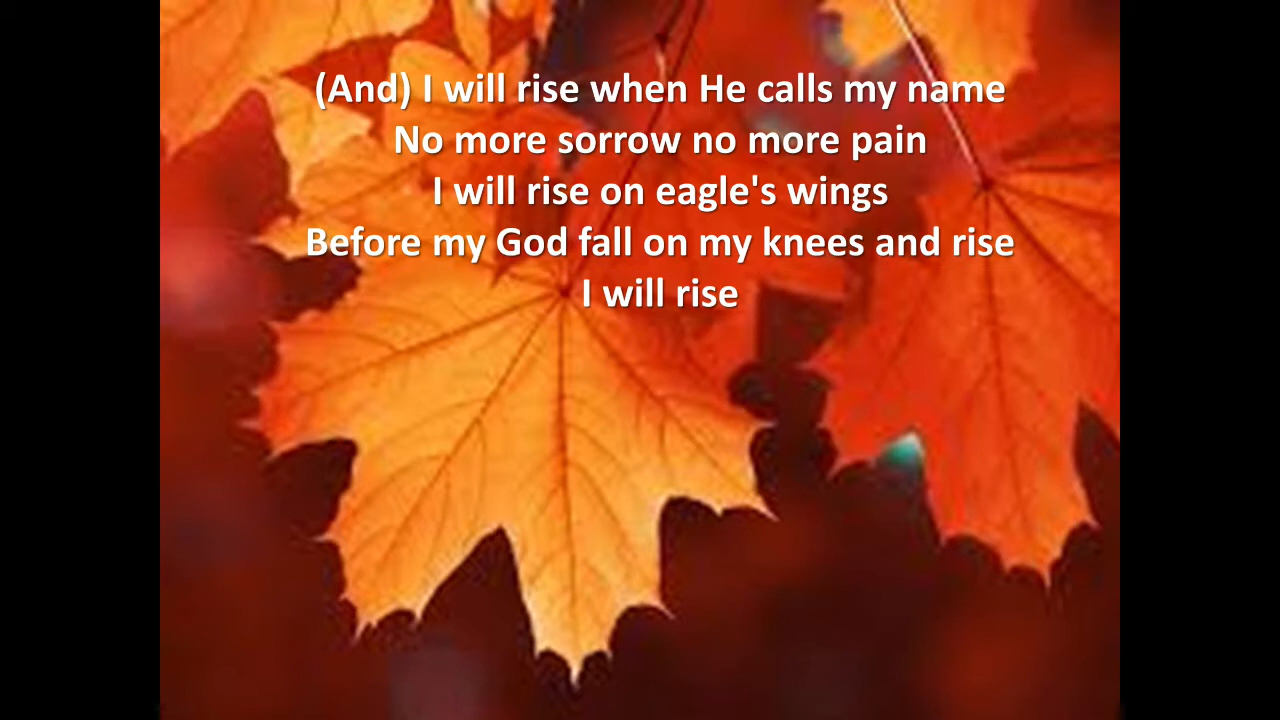 (And) I will rise when He calls my name
No more sorrow no more pain
I will rise on eagle's wings
Before my God fall on my knees and rise
I will rise